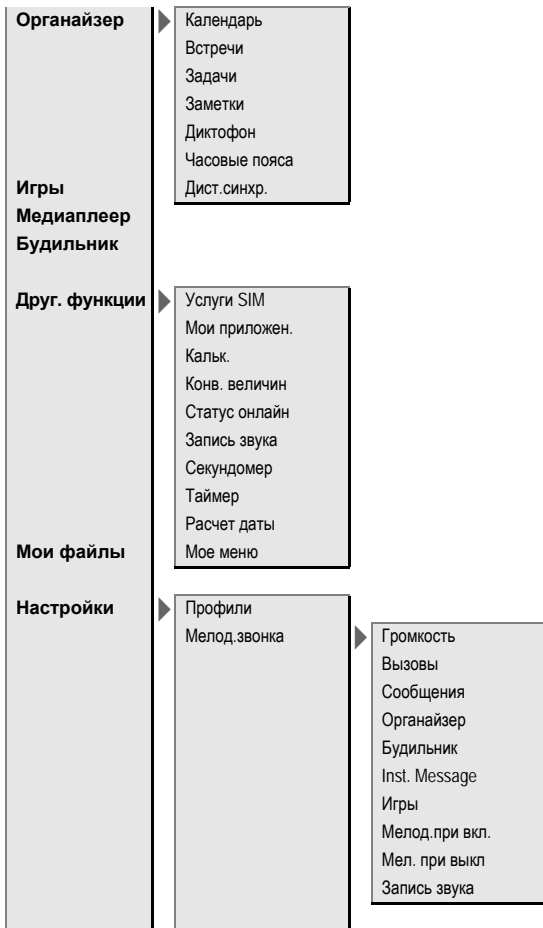 Органайзер
Календарь
Встречи
Задачи
Заметки
Диктофон
Часовые пояса
Игры
Дист.синхр.
Медиаплеер
Будильник
Друг. функции
Услуги SIM
Мои приложен.
Кальк.
Конв. величин
Статус онлайн
Запись звука
Секундомер
Таймер
Расчет даты
Мои файлы
Мое меню
Настройки
Профили
Мелод.звонка
Громкость
Вызовы
Сообщения
Органайзер
Будильник
Inst. Message
Игры
Мелод.при вкл.
Мел. при выкл
Запись звука